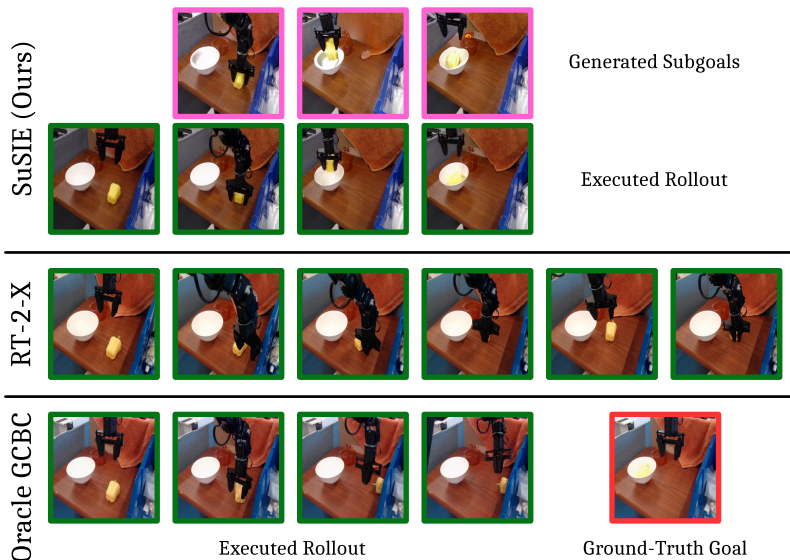 SuSIE (Ours)
Generated Subgoals
Executed Rollout
RT-2-X
Oracle GCBC
Executed Rollout
Ground-Truth Goal